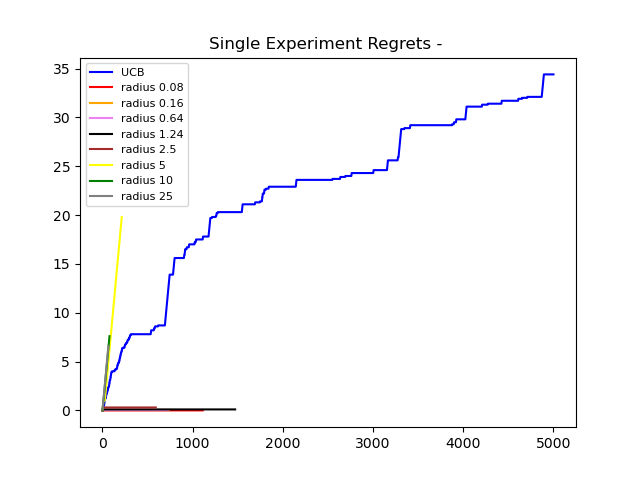 Single Experiment Regrets -
UCB
radius 0.08
radius 0.16
radius 0.64
radius 1.24
radius 2.5
radius 5
radius 10
radius 25
35
30
25
20
15
10
5
0
0 1000 2000 3000 4000 5000